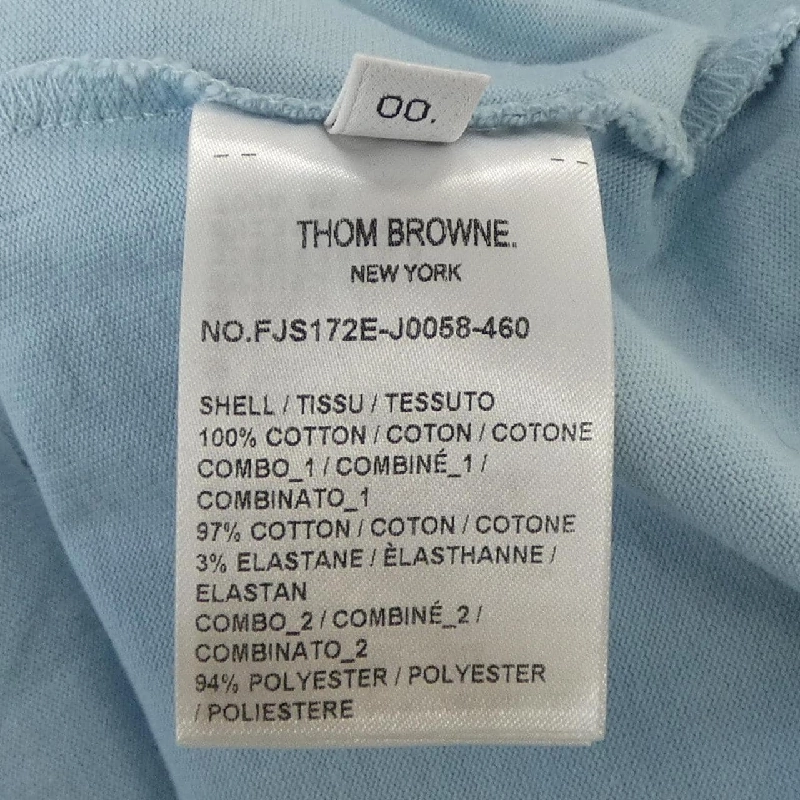 00.
THOM BROWNE.
NEW YORK
NO.FJS172E-J0058-460
SHELL / TISSU / TESSUTO
100% COTTON / COTON / COTONE
COMBO_1 / COMBINÉ_1 /
COMBINATO_1
97% COTTON / COTON / COTONE
3% ELASTANE / ÈLASTHANNE /
ELASTAN
COMBO_2 / COMBINÉ_2 /
COMBINATO_2
94% POLYESTER / POLYESTER
/ POLIESTERE